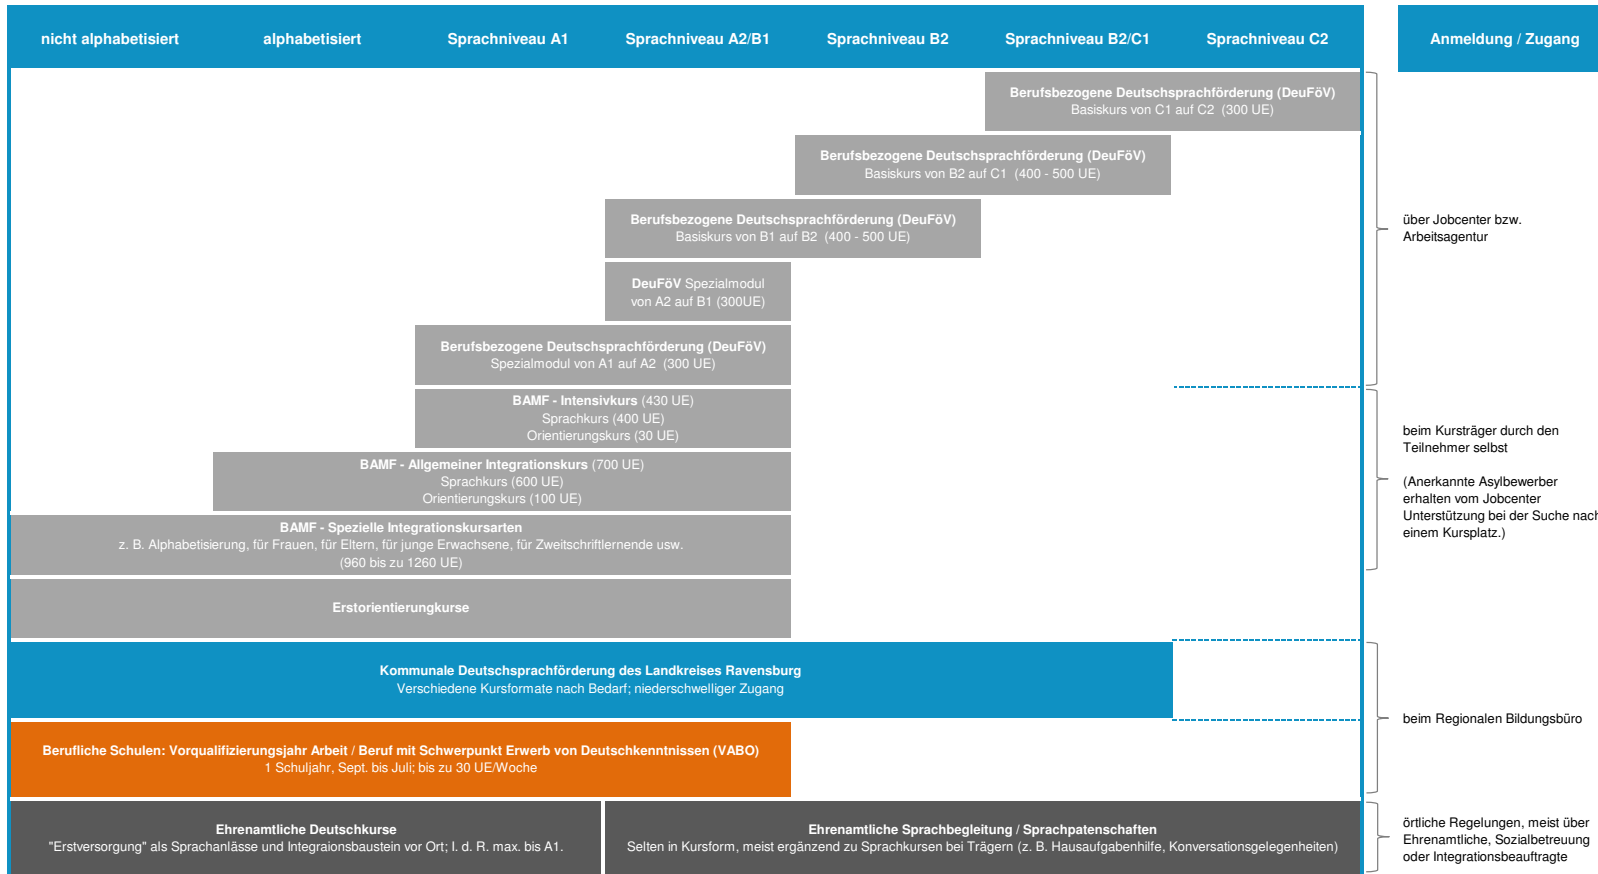 nicht alphabetisiert
alphabetisiert
Sprachniveau A1
Sprachniveau A2/B1
Sprachniveau B2
Sprachniveau B2/C1
Sprachniveau C2
Anmeldung / Zugang
Berufsbezogene Deutschsprachförderung (DeuFöV)
Basiskurs von C1 auf C2 (300 UE)
Berufsbezogene Deutschsprachförderung (DeuFöV)
Basiskurs von B2 auf C1 (400 - 500 UE)
Berufsbezogene Deutschsprachförderung (DeuFöV)
Basiskurs von B1 auf B2 (400 - 500 UE)
DeuFöV Spezialmodul
von A2 auf B1 (300UE)
Berufsbezogene Deutschsprachförderung (DeuFöV)
Spezialmodul von A1 auf A2 (300 UE)
über Jobcenter bzw.
Arbeitsagentur
BAMF - Intensivkurs (430 UE)
Sprachkurs (400 UE)
Orientierungskurs (30 UE)
BAMF - Allgemeiner Integrationskurs (700 UE)
Sprachkurs (600 UE)
Orientierungskurs (100 UE)
BAMF - Spezielle Integrationskursarten
z. B. Alphabetisierung, für Frauen, für Eltern, für junge Erwachsene, für Zweitschriftlernende usw.
(960 bis zu 1260 UE)
beim Kursträger durch den
Teilnehmer selbst
(Anerkannte Asylbewerber
erhalten vom Jobcenter
Unterstützung bei der Suche nach
einem Kursplatz.)
Erstorientierungkurse
Kommunale Deutschsprachförderung des Landkreises Ravensburg
Verschiedene Kursformate nach Bedarf; niederschwelliger Zugang
Berufliche Schulen: Vorqualifizierungsjahr Arbeit / Beruf mit Schwerpunkt Erwerb von Deutschkenntnissen (VABO)
1 Schuljahr, Sept. bis Juli; bis zu 30 UE/Woche
beim Regionalen Bildungsbüro
Ehrenamtliche Deutschkurse
"Erstversorgung" als Sprachanlässe und Integraionsbaustein vor Ort; I. d. R. max. bis A1.
Ehrenamtliche Sprachbegleitung / Sprachpatenschaften
Selten in Kursform, meist ergänzend zu Sprachkursen bei Trägern (z. B. Hausaufgabenhilfe, Konversationsgelegenheiten)
örtliche Regelungen, meist über
Ehrenamtliche, Sozialbetreuung
oder Integrationsbeauftragte